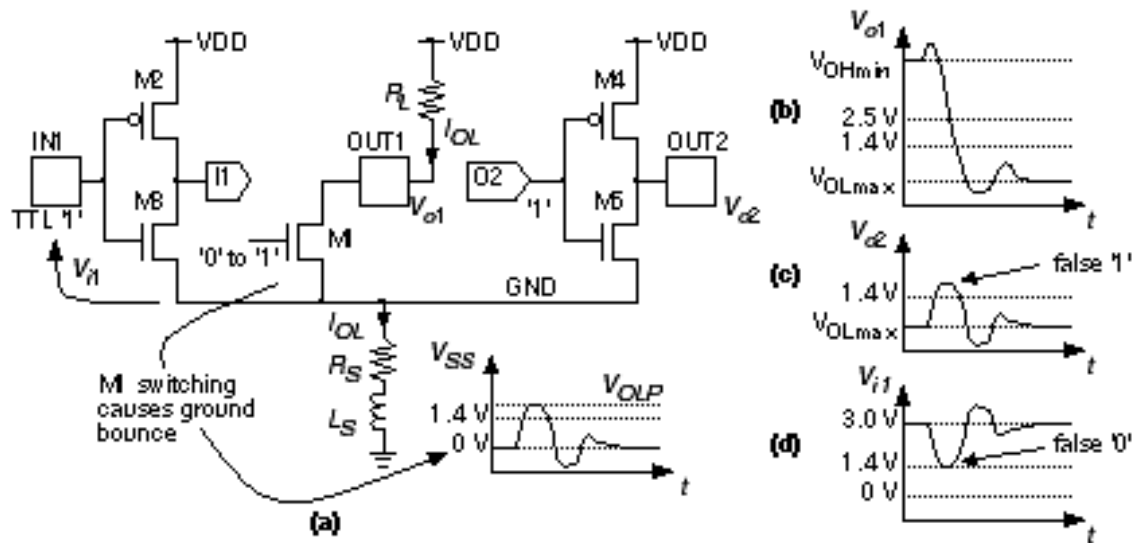 VDD
M2
IN1
TTL '1'
I1
M3
Vi1
VDD
RL
IOL
OUT1
Vo1
'0' to '1'
M1
VDD
M4
O2
'1'
M5
OUT2
Vo2
GND
IOL
RS
LS
M1 switching
causes ground
bounce
VSS
VOLP
1.4 V
0 V
t
(a)
(b)
Vo1
VOHmin
2.5 V
1.4V
VOLmax
t
(c)
Vo2
false '1'
1.4V
VOLmax
t
(d)
Vi1
3.0 V
false '0'
1.4 V
0 V
t